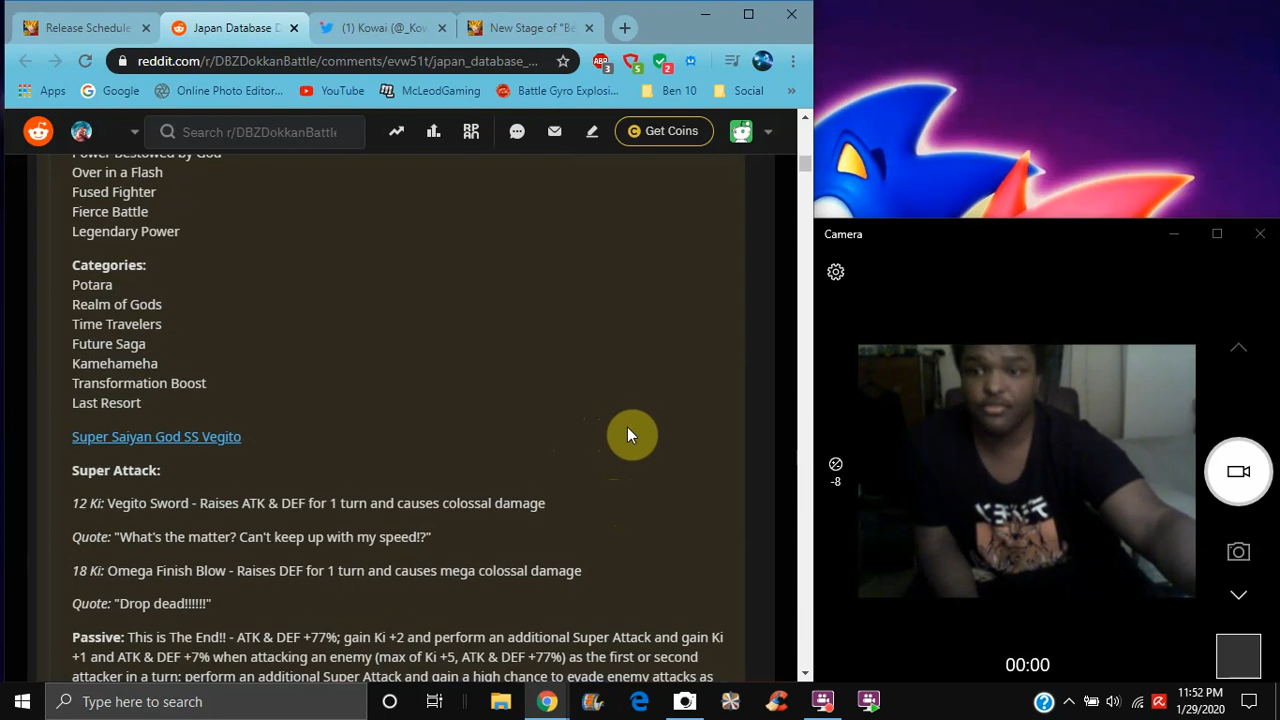 Release Schedule
Japan Database D
(1) Kowai (@_Kow
New Stage of "Be
reddit.com/r/DBZDokkanBattle/comments/evw51t/japan_database_...
ABP
3
5
2
Apps
Google
Online Photo Editor...
YouTube
McLeodGaming
Battle Gyro Explosi...
Ben 10
Social
»
Search r/DBZDokkanBattle
Get Coins
Power Bestowed by God
Over in a Flash
Fused Fighter
Fierce Battle
Legendary Power
Categories:
Potara
Realm of Gods
Time Travelers
Future Saga
Kamehameha
Transformation Boost
Last Resort
Super Saiyan God SS Vegito
Super Attack:
12 Ki: Vegito Sword - Raises ATK & DEF for 1 turn and causes colossal damage
Quote: "What's the matter? Can't keep up with my speed!?"
18 Ki: Omega Finish Blow - Raises DEF for 1 turn and causes mega colossal damage
Quote: "Drop dead!!!!!!"
Passive: This is The End!! - ATK & DEF +77%; gain Ki +2 and perform an additional Super Attack and gain Ki
+1 and ATK & DEF +7% when attacking an enemy (max of Ki +5, ATK & DEF +77%) as the first or second
attacker in a turn; perform an additional Super Attack and gain a high chance to evade enemy attacks as
Camera
-8
00:00
Type here to search
11:52 PM
1/29/2020